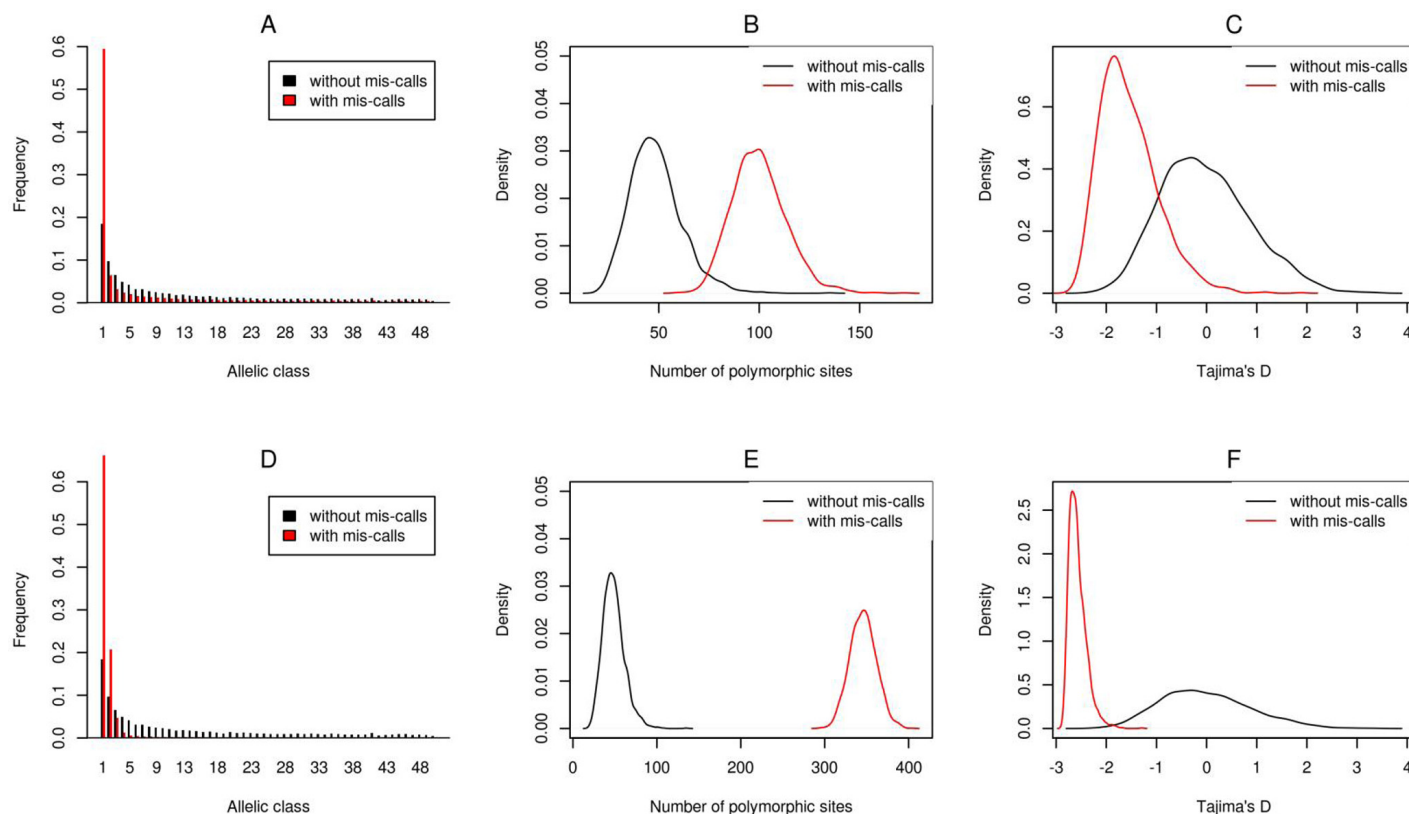 A
Frequency
0.0 0.1 0.2 0.3 0.4 0.5 0.6
without mis-calls
with mis-calls
1 5 9 13 18 23 28 33 38 43 48
Allelic class
B
Density
0.00 0.01 0.02 0.03 0.04 0.05
without mis-calls
with mis-calls
50 100 150
Number of polymorphic sites
C
Density
0.0 0.2 0.4 0.6
without mis-calls
with mis-calls
-3 -2 -1 0 1 2 3 4
Tajima's D
D
Frequency
0.0 0.1 0.2 0.3 0.4 0.5 0.6
without mis-calls
with mis-calls
1 5 9 13 18 23 28 33 38 43 48
Allelic class
E
Density
0.00 0.01 0.02 0.03 0.04 0.05
without mis-calls
with mis-calls
0 100 200 300 400
Number of polymorphic sites
F
Density
0.0 0.5 1.0 1.5 2.0 2.5
without mis-calls
with mis-calls
-3 -2 -1 0 1 2 3 4
Tajima's D